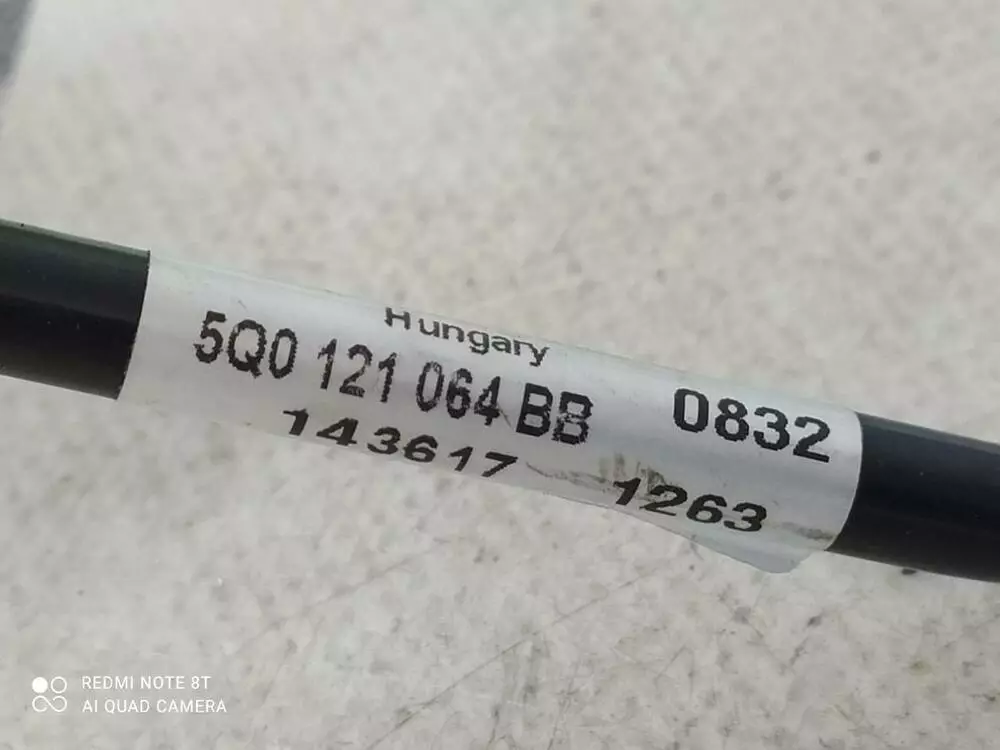 Hungary
5Q0 121 064 BB 0832
143617 1263
REDMI NOTE 8T
AI QUAD CAMERA